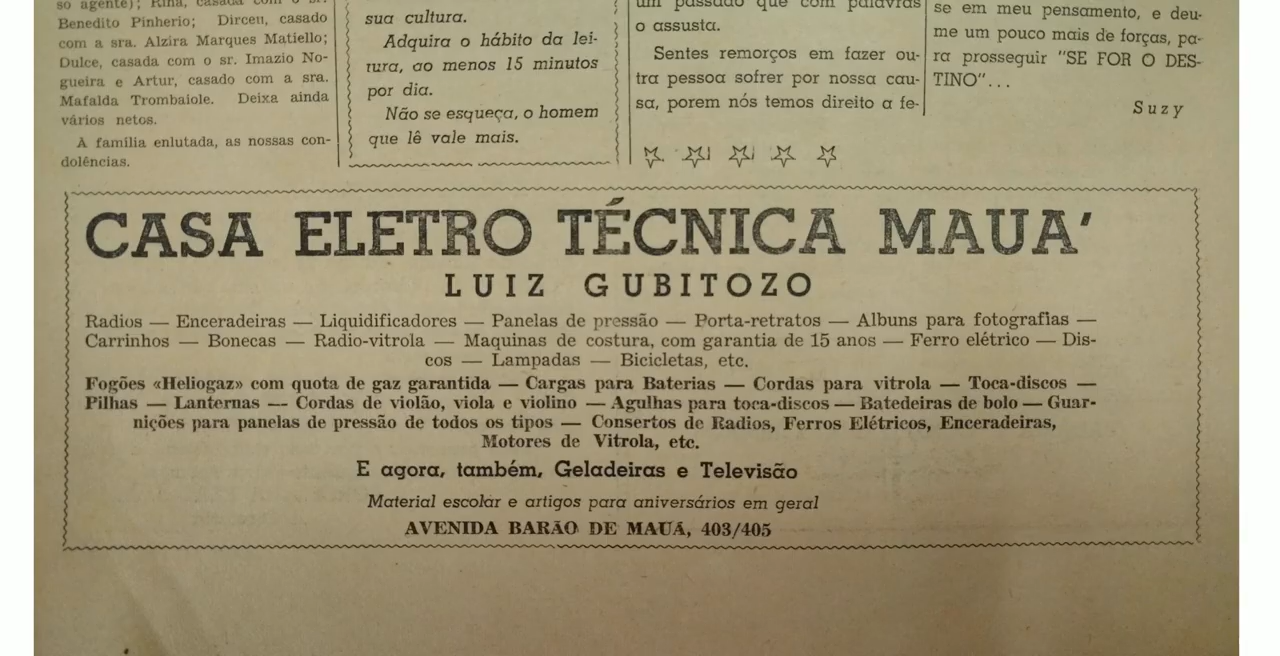 so agente); Rina, casada com o sr.
Benedito Pinherio; Dirceu, casado
com a sra. Alzira Marques Matiello;
Dulce, casada com o sr. Imazio No-
gueira e Artur, casado com a sra.
Mafalda Trombaiole. Deixa ainda
vários netos.
A família enlutada, as nossas con-
dolências.
sua cultura.
Adquira o hábito da lei-
tura, ao menos 15 minutos
por dia.
Não se esqueça, o homem
que lê vale mais.
um passado que com palavras
o assusta.
Sentes remorços em fazer ou-
tra pessoa sofrer por nossa cau-
sa, porem nós temos direito a fe-
se em meu pensamento, e deu-
me um pouco mais de forças, pa-
ra prosseguir "SE FOR O DES-
TINO"...
Suzy
CASA ELETRO TÉCNICA MAUA'
LUIZ GUBITOZO
Radios — Enceradeiras — Liquidificadores — Panelas de pressão — Porta-retratos — Albuns para fotografias —
Carrinhos — Bonecas — Radio-vitrola — Maquinas de costura, com garantia de 15 anos — Ferro elétrico — Dis-
cos — Lampadas — Bicicletas, etc.
Fogões «Heliogaz» com quota de gaz garantida — Cargas para Baterias — Cordas para vitrola — Toca-discos —
Pilhas — Lanternas — Cordas de violão, viola e violino — Agulhas para toca-discos — Batedeiras de bolo — Guar-
nições para panelas de pressão de todos os tipos — Consertos de Radios, Ferros Elétricos, Enceradeiras,
Motores de Vitrola, etc.
E agora, também, Geladeiras e Televisão
Material escolar e artigos para aniversários em geral
AVENIDA BARÃO DE MAUÁ, 403/405